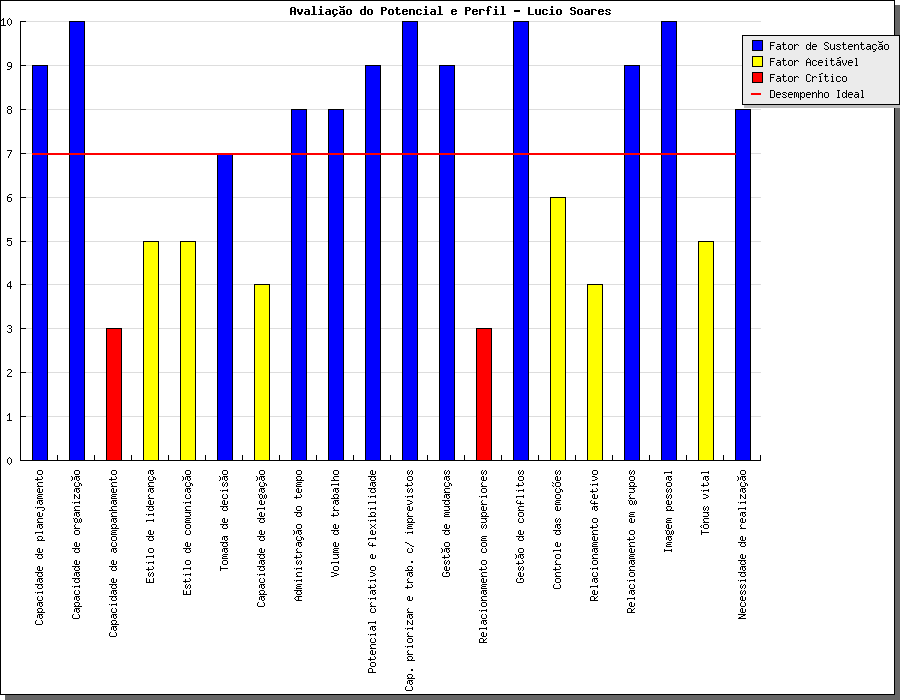 Avaliação do Potencial e Perfil - Lucio Soares
Fator de Sustentação
Fator Aceitável
Fator Crítico
Desempenho Ideal
10
9
8
7
6
5
4
3
2
1
0
Capacidade de planejamento
Capacidade de organização
Capacidade de acompanhamento
Estilo de liderança
Estilo de comunicação
Tomada de decisão
Capacidade de delegação
Administração do tempo
Volume de trabalho
Potencial criativo e flexibilidade
Cap. priorizar e trab. c/ imprevistos
Gestão de mudanças
Relacionamento com superiores
Gestão de conflitos
Controle das emoções
Relacionamento afetivo
Relacionamento em grupos
Imagem pessoal
Tônus vital
Necessidade de realização